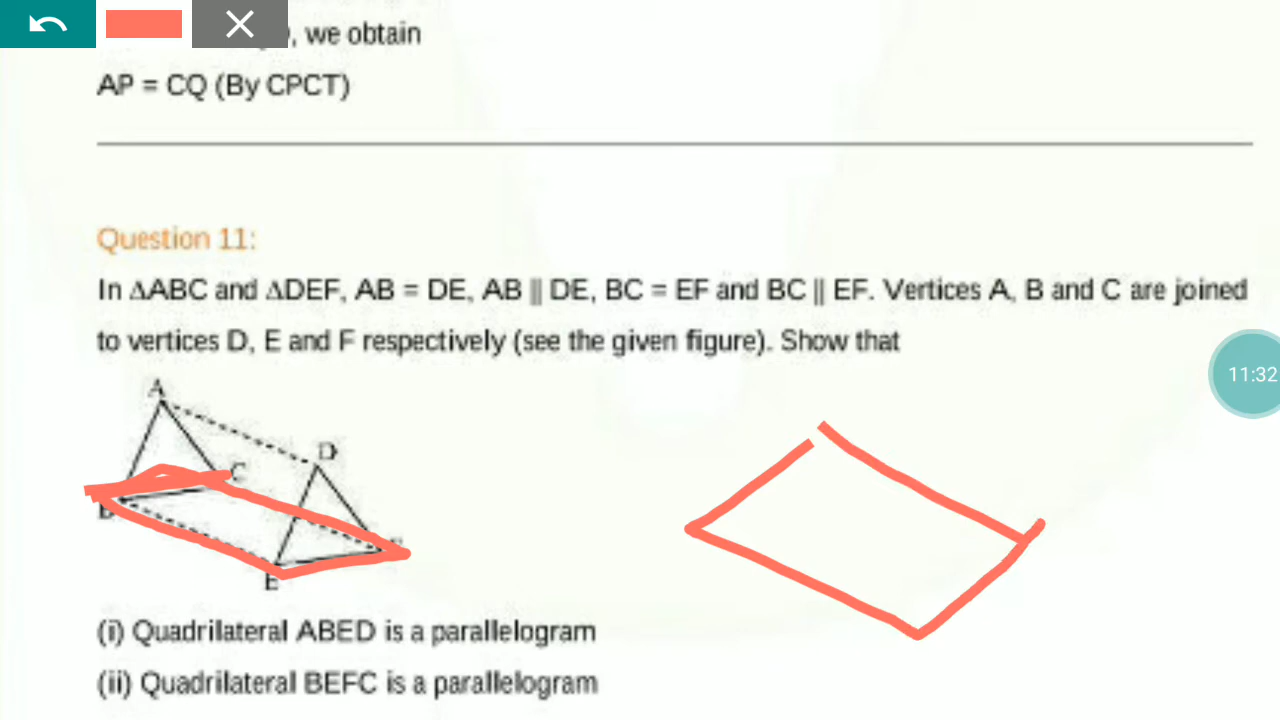 , we obtain
AP = CQ (By CPCT)
Question 11:
In ∆ABC and ∆DEF, AB = DE, AB || DE, BC = EF and BC || EF. Vertices A, B and C are joined
to vertices D, E and F respectively (see the given figure). Show that
11:32
A
D
C
E
(i) Quadrilateral ABED is a parallelogram
(ii) Quadrilateral BEFC is a parallelogram